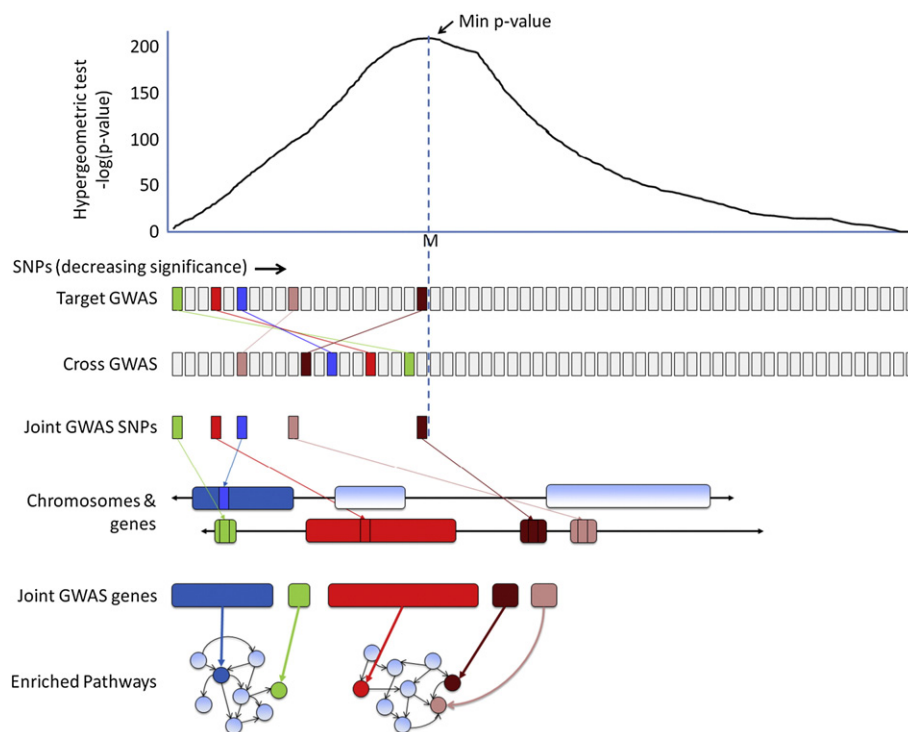 Min p-value
Hypergeometric test
-log(p-value)
200
150
100
50
0
M
SNPs (decreasing significance)
Target GWAS
Cross GWAS
Joint GWAS SNPs
Chromosomes &
genes
Joint GWAS genes
Enriched Pathways